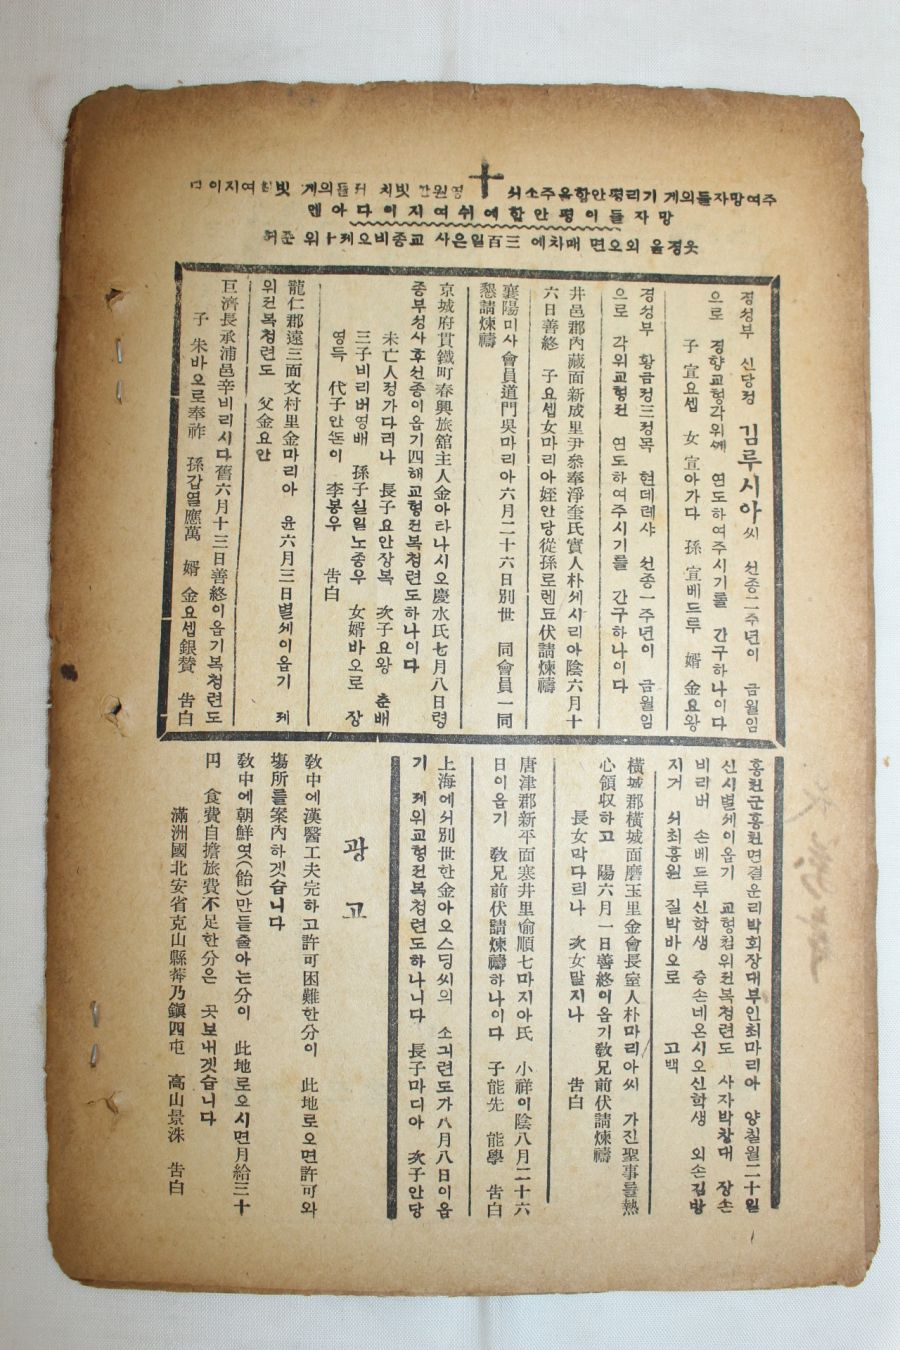 주여망자들의게 기리평안함을주소셔 十 영원한 빗치 저들의게 빗최여지이다
망자들이평안함에쉬여지이다아멘
웃경을 외오면 매차에 三百일은사 교종비오제十위 준허
경성부 신당정 김루시아씨 선종二주년이 금월임
으로 경향교형각위께 연도하여주시기를 간구하나이다
子 宣요셉 女 宣아가다 孫 宣베드루 婿 金요왕
경성부 황금정三정목 현데레사 선종一주년이 금월임
으로 각위교형전 연도하여주시기를 간구하나이다
井邑郡內藏面新成里尹參奉淨奎氏實人朴세시리아陰六月十
六日善終 子요셉女마리아姪안당從孫로렌 伏請煉禱
襄陽미사會員道門吳마리아六月二十六日別世 同會員一同
懇請煉禱
京城府貫鐵町春興旅舘主人金아라나시오慶水氏七月八日령
종부성사후선종이옵기四해교형전복청련도하나이다
未亡人정가다리나 長子요안장복 次子요왕 춘배
三子비리버영배 孫子실일노종우 女婿바오로 장
영득 代子안돈이 李봉우 告白
龍仁郡遠三面文村里金마리아 윤六月三日별세이옵기 제
위전복청련도 父金요안
巨濟長承浦邑辛비리시다舊六月十三日善終이옵기복청련도
子 朱바오로奉祚 孫갑열應萬 婿 金요셉銀賛 告白
홍천군홍천면결운리박회장대부인최마리아 양칠월二十일
신시별세이옵기 교형첨위전복청련도 사자박창대 장손
비리버 손베드루신학생 증손네온시오신학생 외손김방
지거 서최흥원 질박바오로 고백
橫城郡橫城面磨玉里金會長室人朴마리아씨 가진聖事를熱
心領収하고 陽六月一日善終이옵기敎兄前伏請煉禱
長女막다릐나 次女말지나 告白
唐津郡新平面寒井里兪順七마지아氏 小祥이陰八月二十六
日이옵기 敎兄前伏請煉禱하나이다 子能先 能學 告白
上海에서別世한金아오스딩씨의 소긔련도가八月八日이옵
기 제위교형전복청련도하나니다 長子마디아 次子안당
광고
敎中에漢醫工夫完하고許可困難한分이 此地로오면許可와
塲所를案內하겟습니다
敎中에朝鮮엿(飴)만들줄아는分이 此地로오시면月給三十
円 食費自擔旅費不足한分은 곳보내겟습니다
滿洲國北安省克山縣莽乃鎭四屯 高山景洙 告白